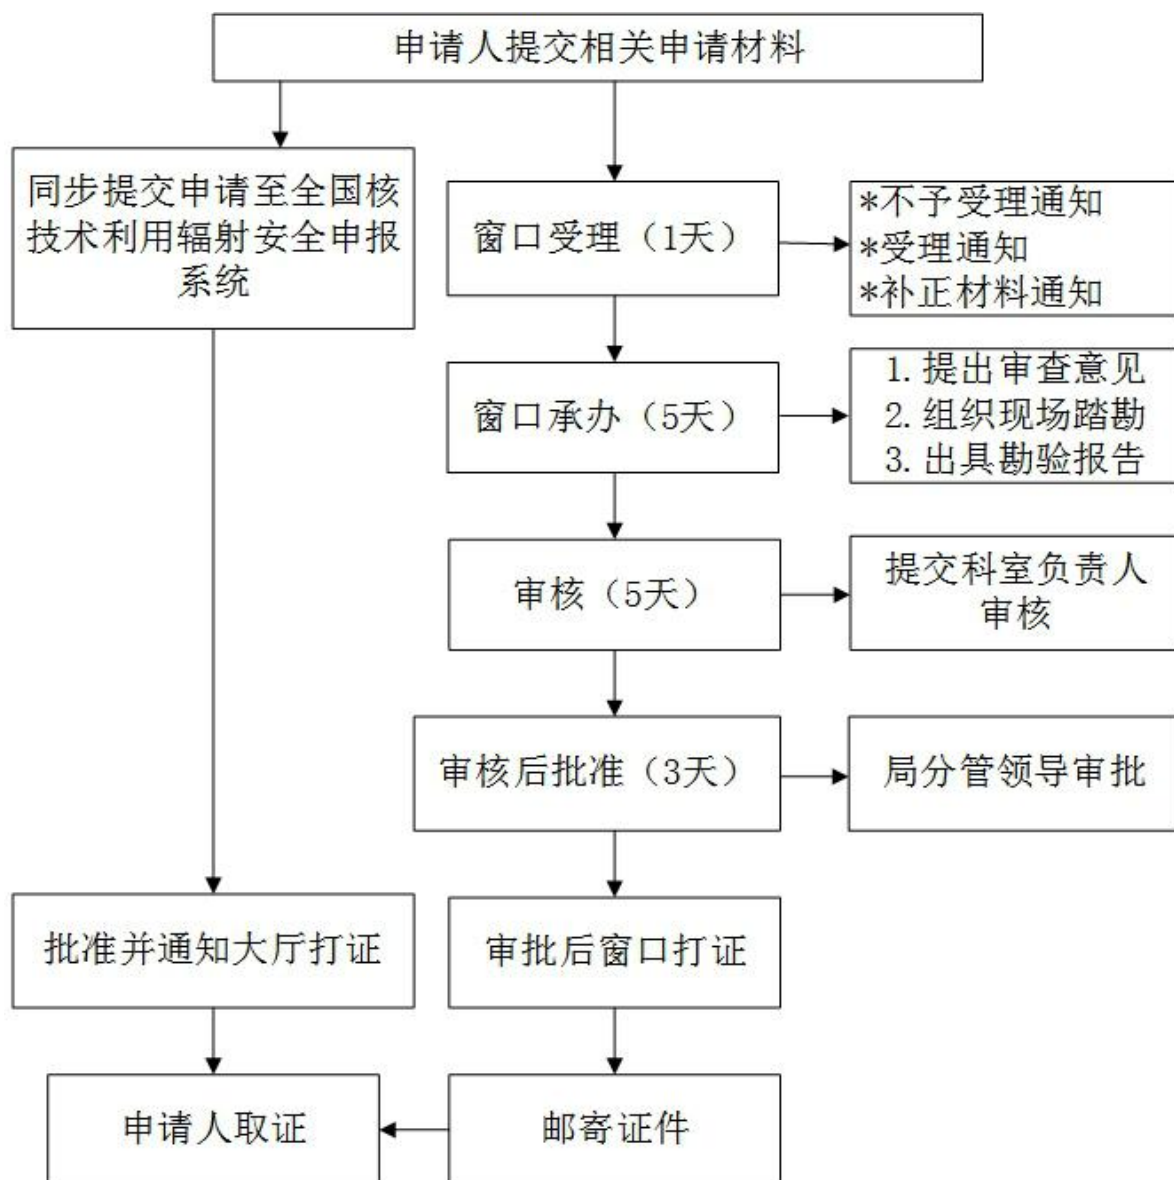 申请人提交相关申请材料
同步提交申请至全国核
技术利用辐射安全申报
系统
窗口受理（1天）
*不予受理通知
*受理通知
*补正材料通知
窗口承办（5天）
1.提出审查意见
2.组织现场踏勘
3.出具勘验报告
审核（5天）
提交科室负责人
审核
审核后批准（3天）
局分管领导审批
批准并通知大厅打证
审批后窗口打证
申请人取证
邮寄证件